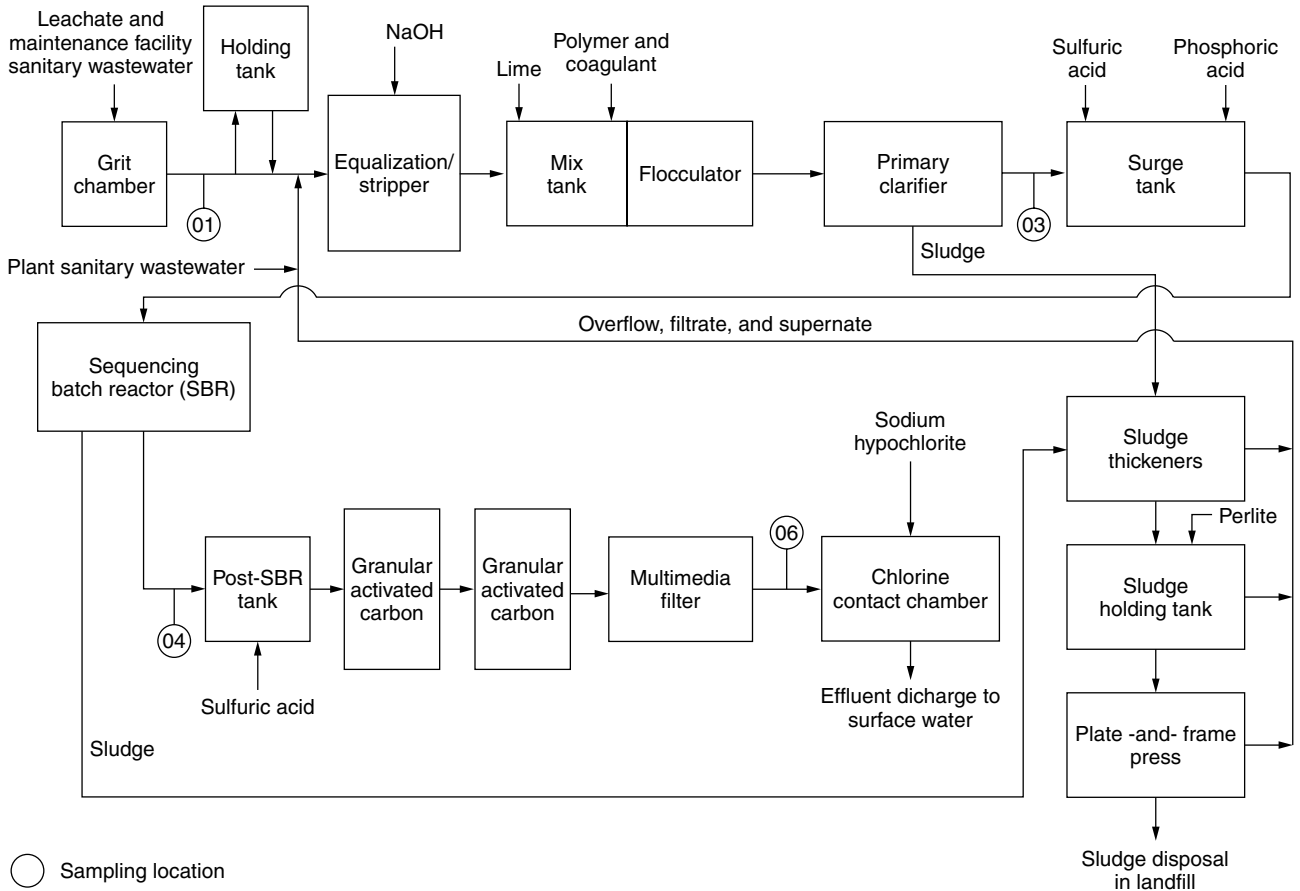 Leachate and
maintenance facility
sanitary wastewater
Holding
tank
NaOH
Polymer and
coagulant
Lime
Sulfuric
acid
Phosphoric
acid
Grit
chamber
Equalization/
stripper
Mix
tank
Flocculator
Primary
clarifier
Surge
tank
01
03
Sludge
Plant sanitary wastewater
Overflow, filtrate, and supernate
Sequencing
batch reactor (SBR)
Sodium
hypochlorite
Sludge
thickeners
Perlite
06
Post-SBR
tank
Granular
activated
carbon
Granular
activated
carbon
Multimedia
filter
Chlorine
contact chamber
Sludge
holding tank
04
Sulfuric acid
Effluent dicharge to
surface water
Sludge
Plate -and- frame
press
Sludge disposal
in landfill
Sampling location